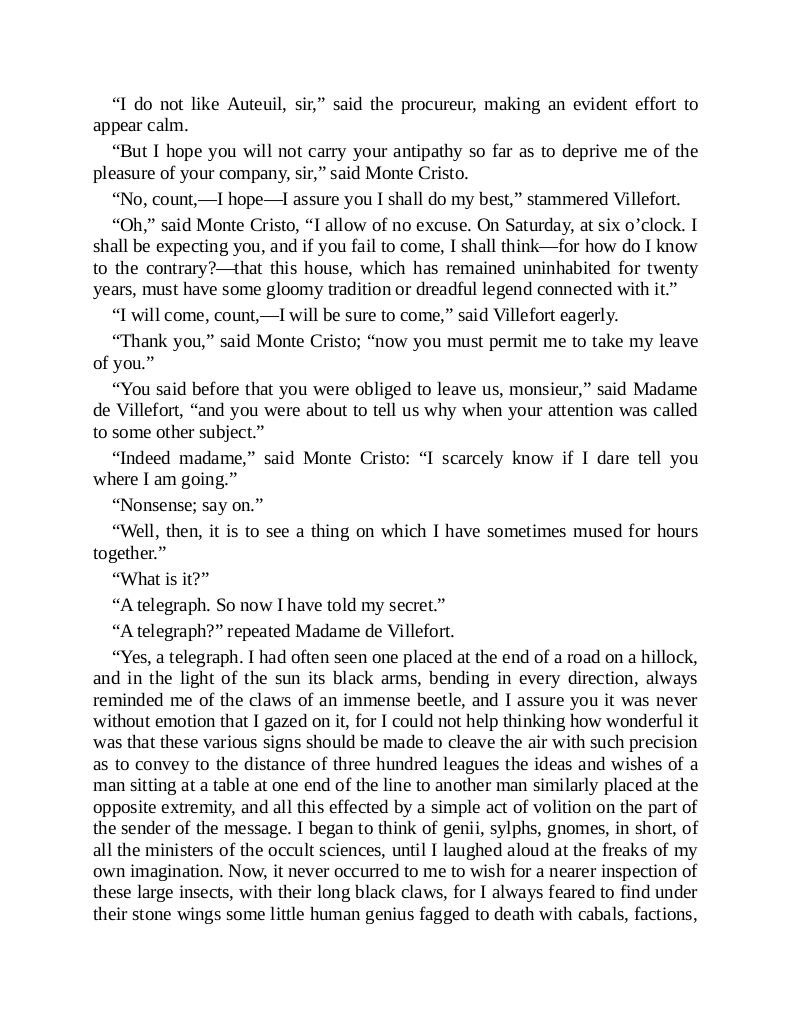 “I do not like Auteuil, sir,” said the procureur, making an evident effort to
appear calm.
“But I hope you will not carry your antipathy so far as to deprive me of the
pleasure of your company, sir,” said Monte Cristo.
“No, count,—I hope—I assure you I shall do my best,” stammered Villefort.
“Oh,” said Monte Cristo, “I allow of no excuse. On Saturday, at six o’clock. I
shall be expecting you, and if you fail to come, I shall think—for how do I know
to the contrary?—that this house, which has remained uninhabited for twenty
years, must have some gloomy tradition or dreadful legend connected with it.”
“I will come, count,—I will be sure to come,” said Villefort eagerly.
“Thank you,” said Monte Cristo; “now you must permit me to take my leave
of you.”
“You said before that you were obliged to leave us, monsieur,” said Madame
de Villefort, “and you were about to tell us why when your attention was called
to some other subject.”
“Indeed madame,” said Monte Cristo: “I scarcely know if I dare tell you
where I am going.”
“Nonsense; say on.”
“Well, then, it is to see a thing on which I have sometimes mused for hours
together.”
“What is it?”
“A telegraph. So now I have told my secret.”
“A telegraph?” repeated Madame de Villefort.
“Yes, a telegraph. I had often seen one placed at the end of a road on a hillock,
and in the light of the sun its black arms, bending in every direction, always
reminded me of the claws of an immense beetle, and I assure you it was never
without emotion that I gazed on it, for I could not help thinking how wonderful it
was that these various signs should be made to cleave the air with such precision
as to convey to the distance of three hundred leagues the ideas and wishes of a
man sitting at a table at one end of the line to another man similarly placed at the
opposite extremity, and all this effected by a simple act of volition on the part of
the sender of the message. I began to think of genii, sylphs, gnomes, in short, of
all the ministers of the occult sciences, until I laughed aloud at the freaks of my
own imagination. Now, it never occurred to me to wish for a nearer inspection of
these large insects, with their long black claws, for I always feared to find under
their stone wings some little human genius fagged to death with cabals, factions,